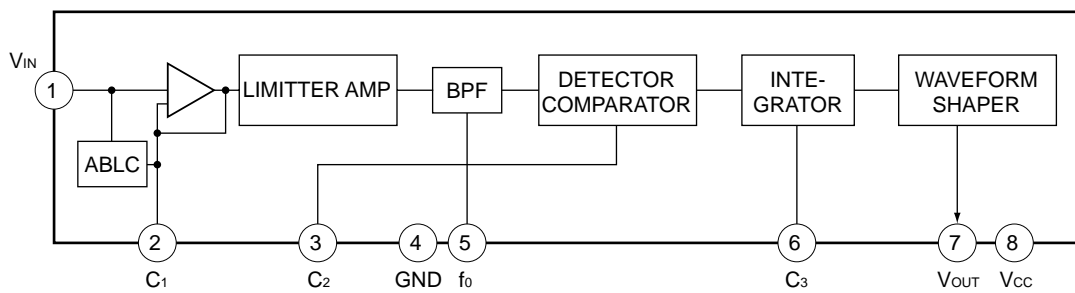 VIN
1
LIMITTER AMP
BPF
DETECTOR
COMPARATOR
INTE-
GRATOR
WAVEFORM
SHAPER
ABLC
2
3
4
5
6
7
8
C1
C2
GND
f0
C3
VOUT
VCC